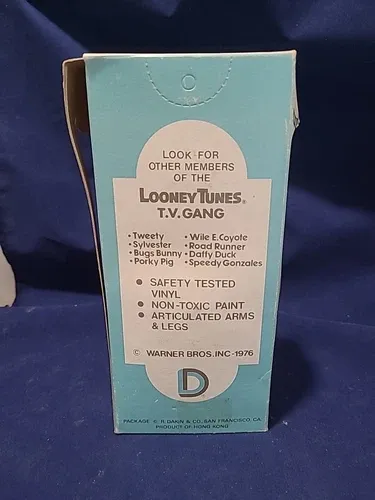 LOOK FOR
OTHER MEMBERS
OF THE
LOONEY TUNES®
T.V. GANG
• Tweety • Wile E. Coyote
• Sylvester • Road Runner
• Bugs Bunny • Daffy Duck
• Porky Pig • Speedy Gonzales
● SAFETY TESTED
VINYL
● NON-TOXIC PAINT
● ARTICULATED ARMS
& LEGS
© WARNER BROS. INC-1976
D
PACKAGE © R. DAKIN & CO., SAN FRANCISCO, CA.
PRODUCT OF HONG KONG